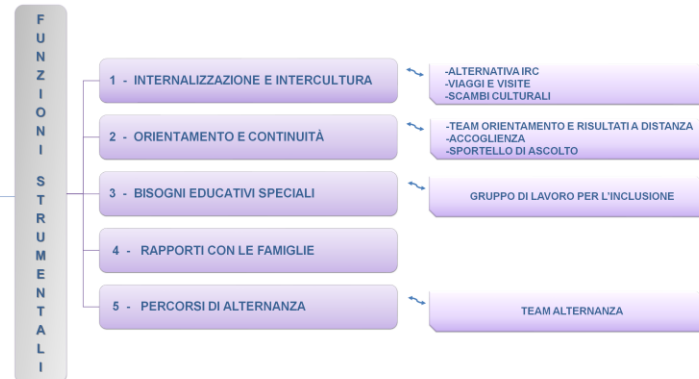 FUNZIONI STRUMENTALI
1 - INTERNALIZZAZIONE E INTERCULTURA
-ALTERNATIVA IRC
-VIAGGI E VISITE
-SCAMBI CULTURALI
2 - ORIENTAMENTO E CONTINUITÀ
-TEAM ORIENTAMENTO E RISULTATI A DISTANZA
-ACCOGLIENZA
-SPORTELLO DI ASCOLTO
3 - BISOGNI EDUCATIVI SPECIALI
GRUPPO DI LAVORO PER L'INCLUSIONE
4 - RAPPORTI CON LE FAMIGLIE
5 - PERCORSI DI ALTERNANZA
TEAM ALTERNANZA